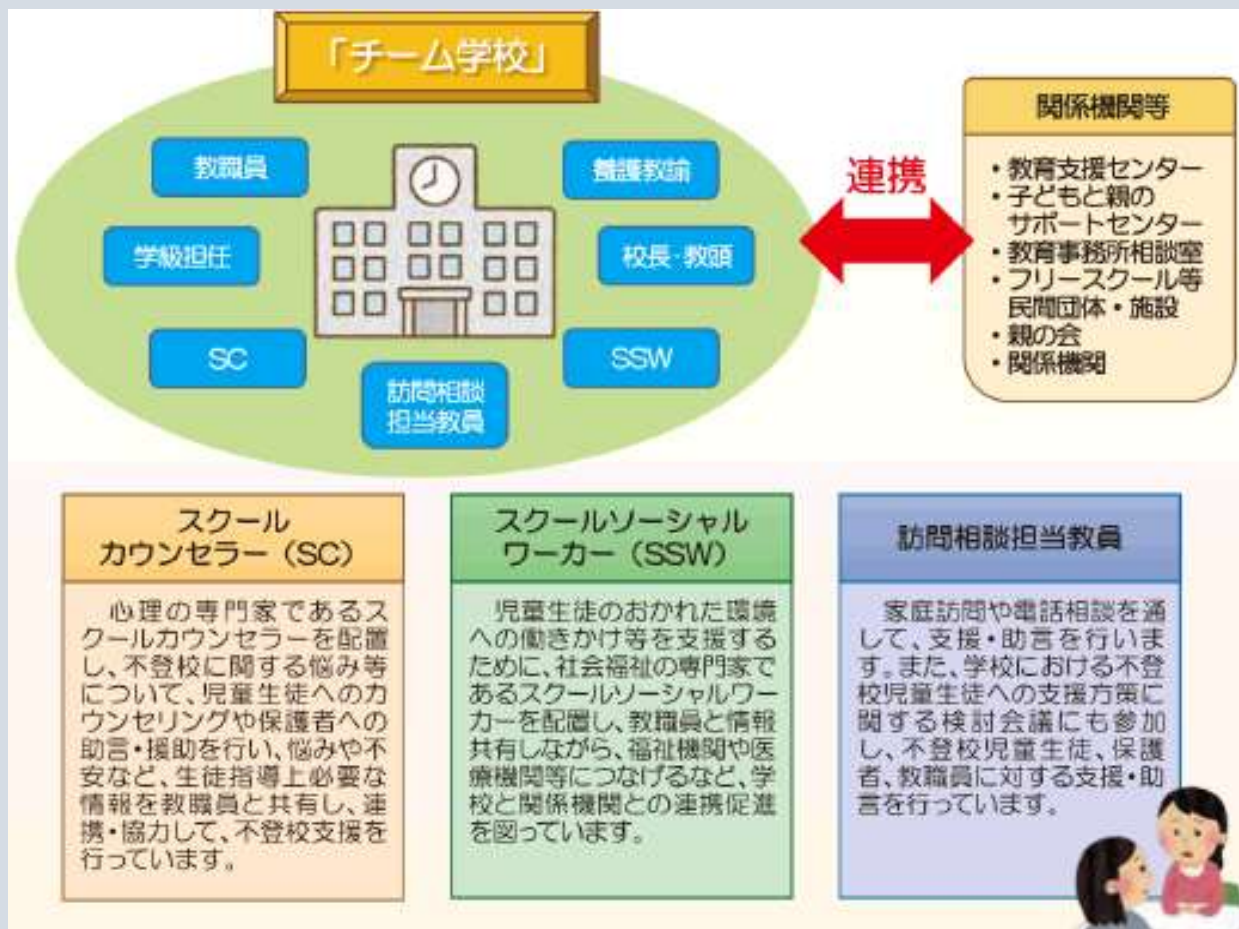 「チーム学校」
教職員
養護教諭
学級担任
校長・教頭
SC
SSW
訪問相談
担当教員
連携
関係機関等
・教育支援センター
・子どもと親の
サポートセンター
・教育事務所相談室
・フリースクール等
民間団体・施設
・親の会
・関係機関
スクール
カウンセラー（SC）
心理の専門家であるス
クールカウンセラーを配置
し、不登校に関する悩み等
について、児童生徒へのカ
ウンセリングや保護者への
助言・援助を行い、悩みや不
安など、生徒指導上必要な
情報を教職員と共有し、連
携・協力して、不登校支援を
行っています。
スクールソーシャル
ワーカー（SSW）
児童生徒のおかれた環境
への働きかけ等を支援する
ために、社会福祉の専門家で
あるスクールソーシャルワー
カーを配置し、教職員と情報
共有しながら、福祉機関や医
療機関等につなげるなど、学
校と関係機関との連携促進
を図っています。
訪問相談担当教員
家庭訪問や電話相談を通
して、支援・助言を行いま
す。また、学校における不登
校児童生徒への支援方策に
関する検討会議にも参加
し、不登校児童生徒、保護
者、教職員に対する支援・助
言を行っています。